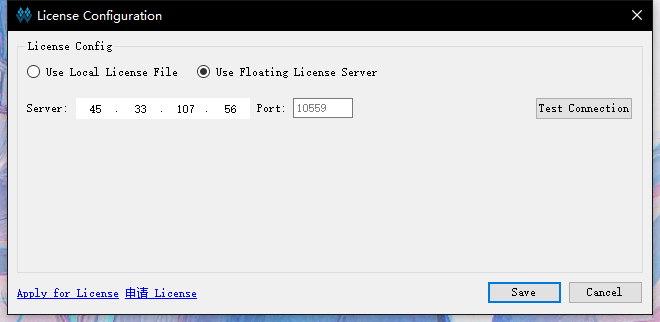 License Configuration
License Config
Use Local License File Use Floating License Server
Server: 45 . 33 . 107 . 56 Port: 10559 Test Connection
Apply for License 申请 License Save Cancel